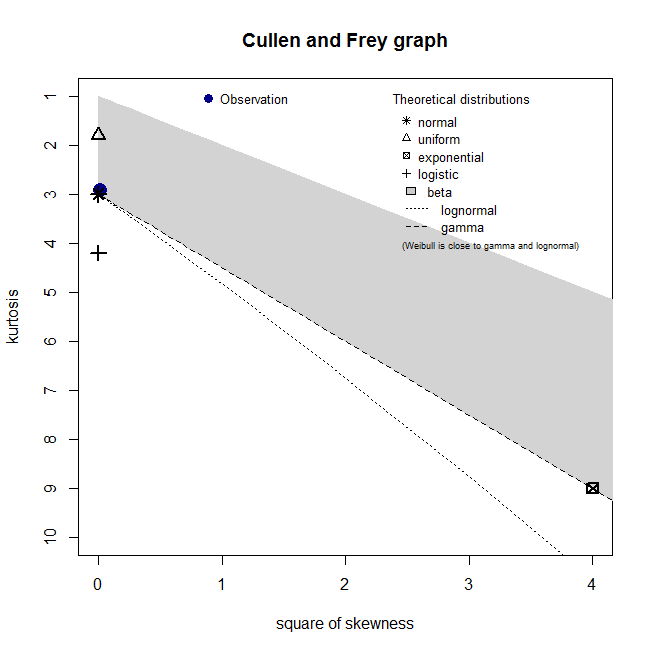 Cullen and Frey graph
Observation
Theoretical distributions
normal
uniform
exponential
logistic
beta
lognormal
gamma
(Weibull is close to gamma and lognormal)
kurtosis
1
2
3
4
5
6
7
8
9
10
0 1 2 3 4
square of skewness